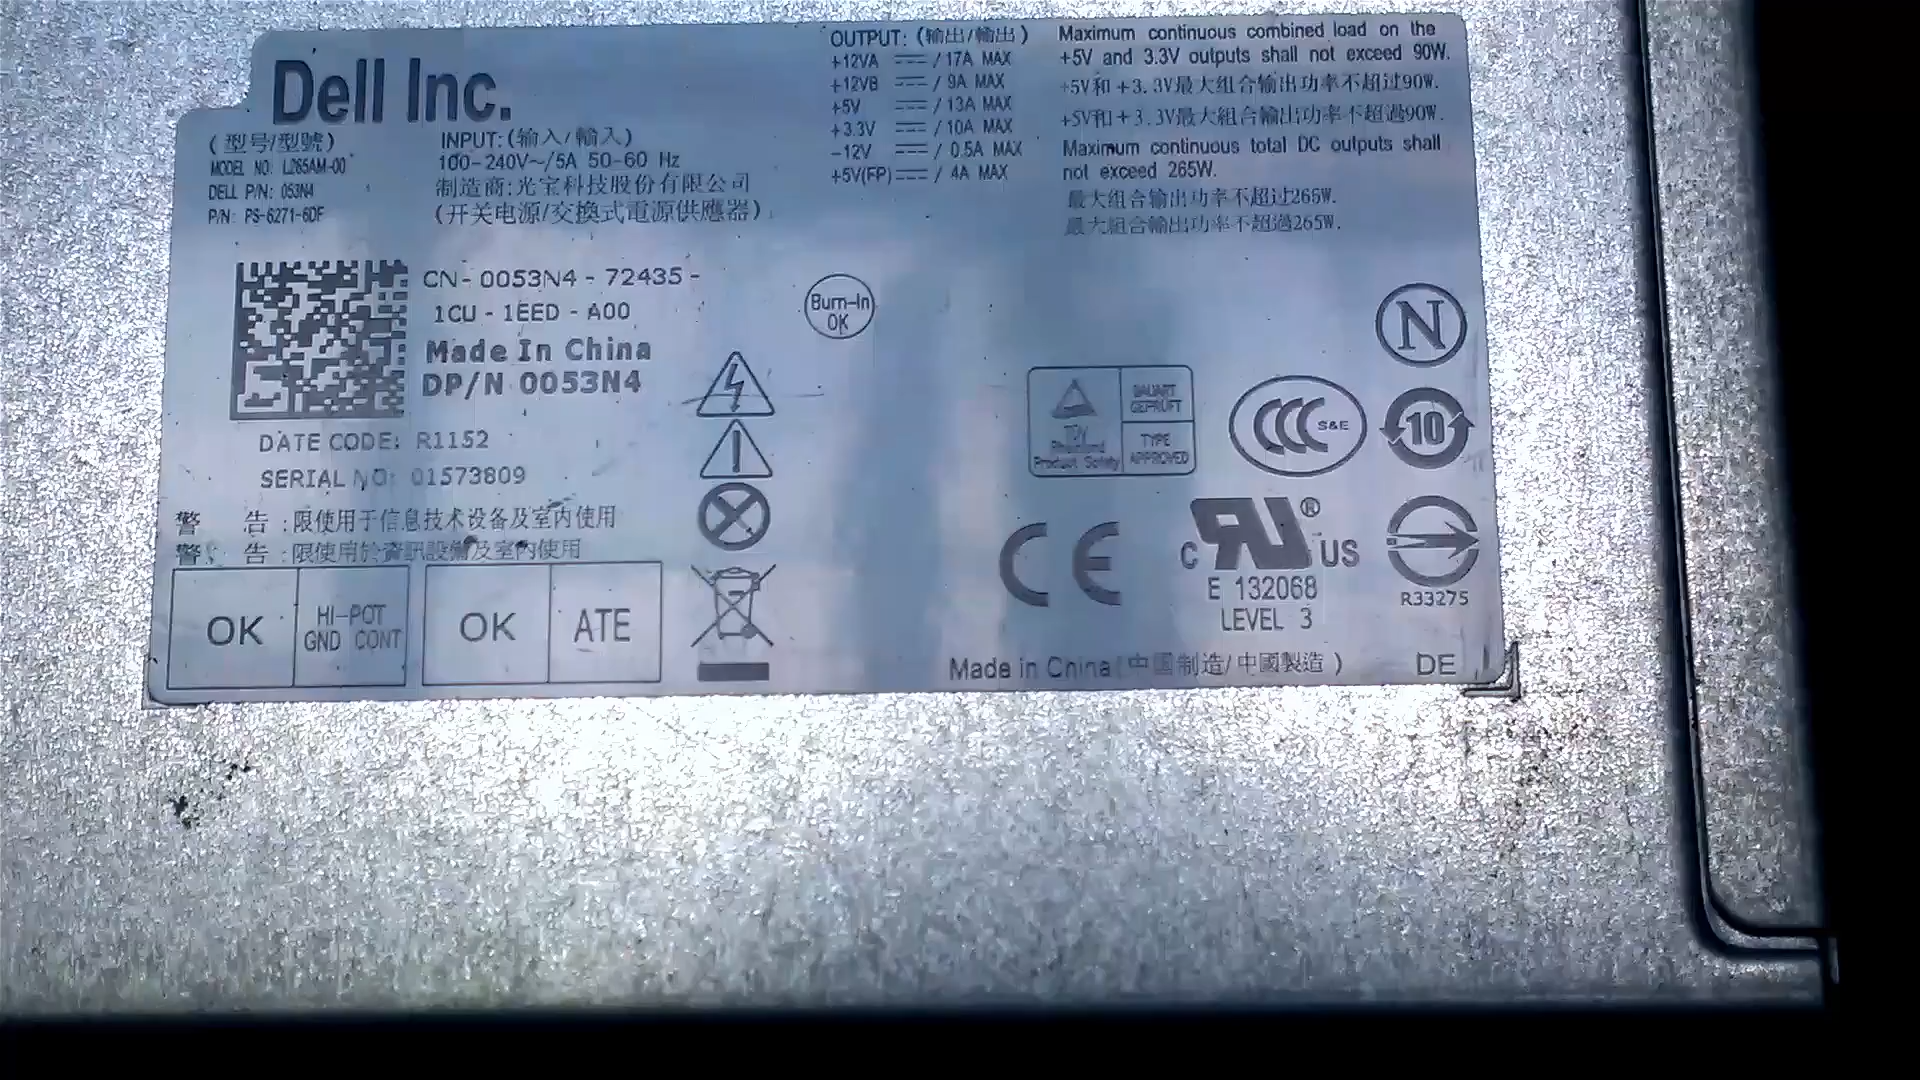 Dell Inc.
(型号/型號)
MODEL NO: L265AM-00
DELL P/N: 053N4
P/N: PS-6271-6DF
INPUT:(输入/輸入)
100-240V~/5A 50-60 Hz
制造商:光宝科技股份有限公司
(开关电源/交換式電源供應器)
OUTPUT: (输出/輸出)
+12VA / 17A MAX
+12VB / 9A MAX
+5V / 13A MAX
+3.3V / 10A MAX
-12V / 0.5A MAX
+5V(FP) / 4A MAX
Maximum continuous combined load on the
+5V and 3.3V outputs shall not exceed 90W.
+5V和+3.3V最大组合输出功率不超过90W.
+5V和+3.3V最大組合輸出功率不超過90W.
Maximum continuous total DC outputs shall
not exceed 265W.
最大组合输出功率不超过265W.
最大組合輸出功率不超過265W.
CN- 0053N4 - 72435 -
1CU - 1EED - A00
Made In China
DP/N 0053N4
DATE CODE: R1152
SERIAL NO: 01573809
警 告 :限使用于信息技术设备及室内使用
警 告 :限使用於資訊設備及室內使用
OK
HI-POT
GND CONT
OK
ATE
Burn-In
OK
N
TÜV
Rheinland
Product Safety
BAUART
GEPRÜFT
TYPE
APPROVED
CCC S&E
10
CE
C RU ® US
E 132068
LEVEL 3
R33275
Made in China(中国制造/中國製造)
DE